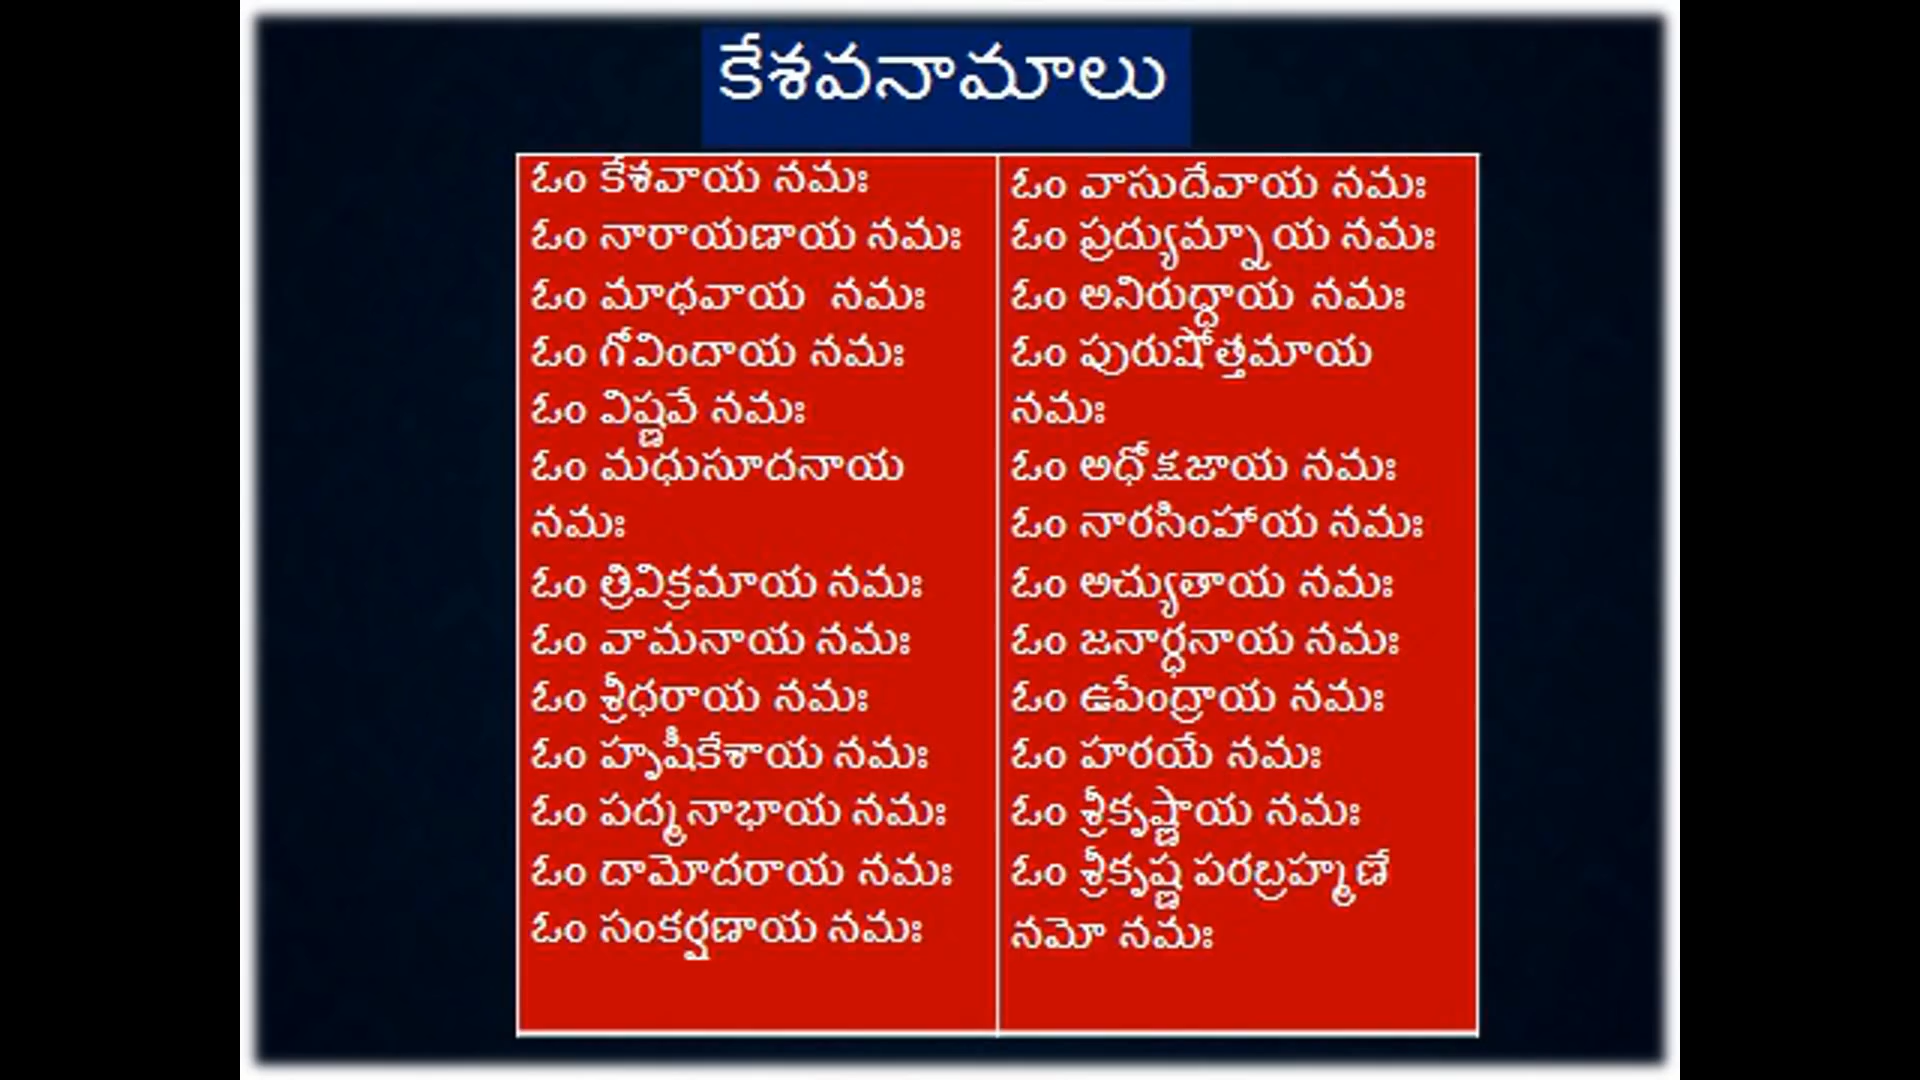 కేశవనామాలు
ఓం కేశవాయ నమః
ఓం నారాయణాయ నమః
ఓం మాధవాయ నమః
ఓం గోవిందాయ నమః
ఓం విష్ణవే నమః
ఓం మధుసూదనాయ
నమః
ఓం త్రివిక్రమాయ నమః
ఓం వామనాయ నమః
ఓం శ్రీధరాయ నమః
ఓం హృషీకేశాయ నమః
ఓం పద్మనాభాయ నమః
ఓం దామోదరాయ నమః
ఓం సంకర్షణాయ నమః
ఓం వాసుదేవాయ నమః
ఓం ప్రద్యుమ్నాయ నమః
ఓం అనిరుద్ధాయ నమః
ఓం పురుషోత్తమాయ
నమః
ఓం అధోక్షజాయ నమః
ఓం నారసింహాయ నమః
ఓం అచ్యుతాయ నమః
ఓం జనార్ధనాయ నమః
ఓం ఉపేంద్రాయ నమః
ఓం హరయే నమః
ఓం శ్రీకృష్ణాయ నమః
ఓం శ్రీకృష్ణ పరబ్రహ్మణే
నమో నమః